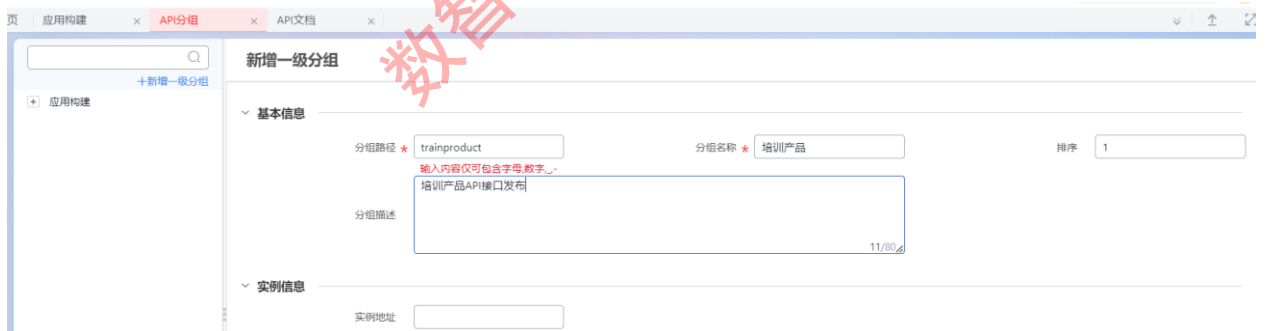 页 应用构建 × API分组 × API文档 ×
新增一级分组
+新增一级分组
+ 应用构建
基本信息
分组路径 * trainproduct 分组名称 * 培训产品 排序 1
输入内容仅可包含字母,数字,_,-
分组描述 培训产品API接口发布
11/80
实例信息
实例地址
数智